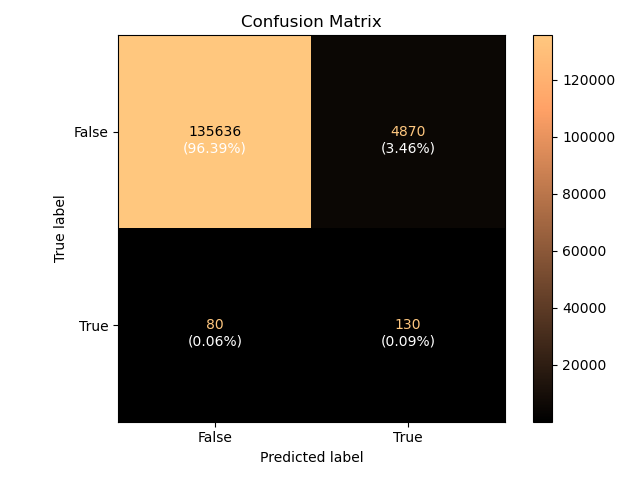 Confusion Matrix
True label
False
135636
(96.39%)
4870
(3.46%)
True
80
(0.06%)
130
(0.09%)
False
True
Predicted label
120000
100000
80000
60000
40000
20000